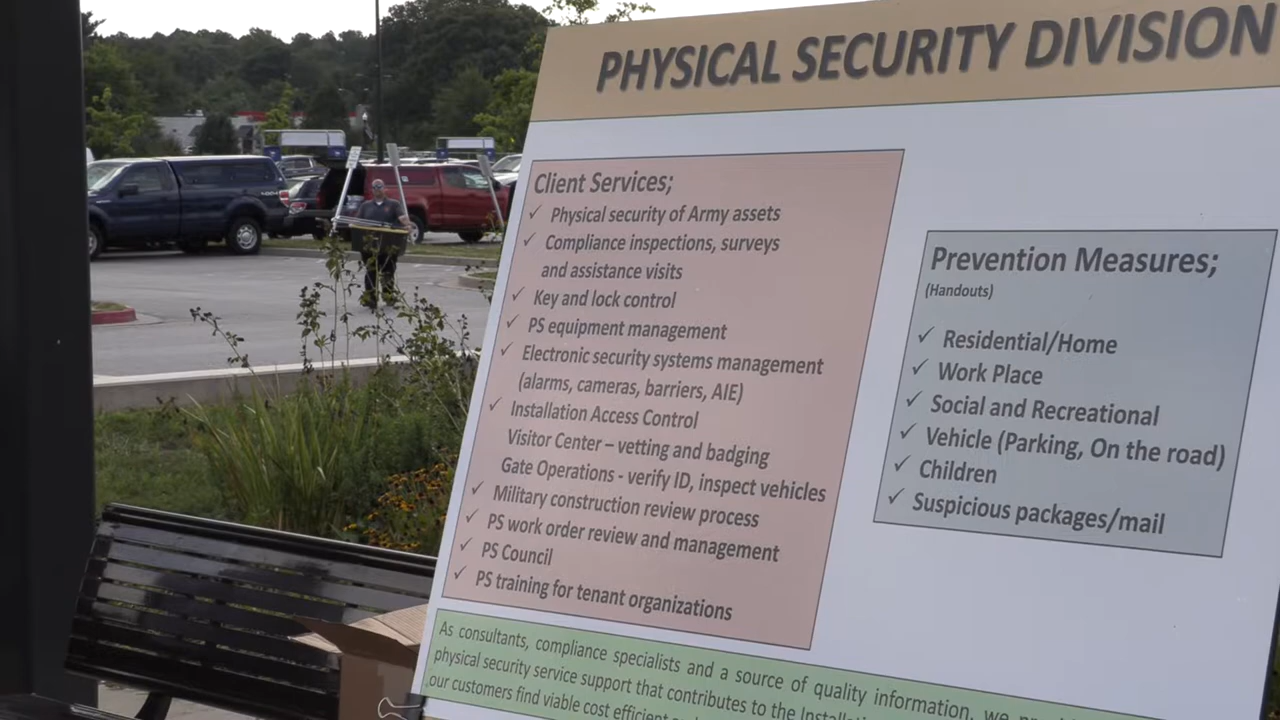 PHYSICAL SECURITY DIVISION
Client Services;
✓ Physical security of Army assets
✓ Compliance inspections, surveys
and assistance visits
✓ Key and lock control
✓ PS equipment management
✓ Electronic security systems management
(alarms, cameras, barriers, AIE)
✓ Installation Access Control
Visitor Center – vetting and badging
Gate Operations - verify ID, inspect vehicles
✓ Military construction review process
✓ PS work order review and management
✓ PS Council
✓ PS training for tenant organizations
Prevention Measures;
(Handouts)
✓ Residential/Home
✓ Work Place
✓ Social and Recreational
✓ Vehicle (Parking, On the road)
✓ Children
✓ Suspicious packages/mail
As consultants, compliance specialists and a source of quality information, we
physical security service support that contributes to the
our customers find viable cost efficient